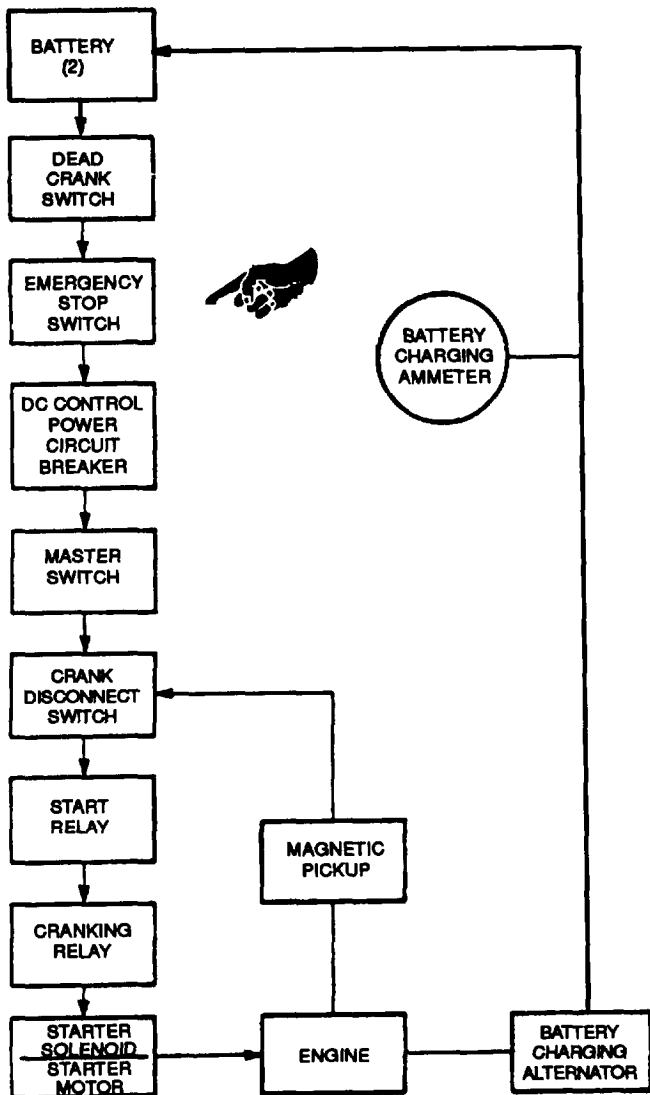 BATTERY
(2)
DEAD
CRANK
SWITCH
EMERGENCY
STOP
SWITCH
BATTERY
CHARGING
AMMETER
DC CONTROL
POWER
CIRCUIT
BREAKER
MASTER
SWITCH
CRANK
DISCONNECT
SWITCH
START
RELAY
MAGNETIC
PICKUP
CRANKING
RELAY
STARTER
SOLENOID
STARTER
MOTOR
ENGINE
BATTERY
CHARGING
ALTERNATOR